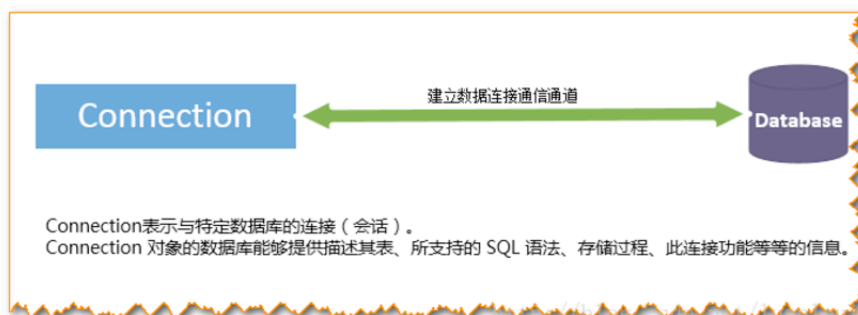 建立数据连接通信通道
Connection
Database
Connection表示与特定数据库的连接（会话）。
Connection 对象的数据库能够提供描述其表、所支持的 SQL 语法、存储过程、此连接功能等等的信息。